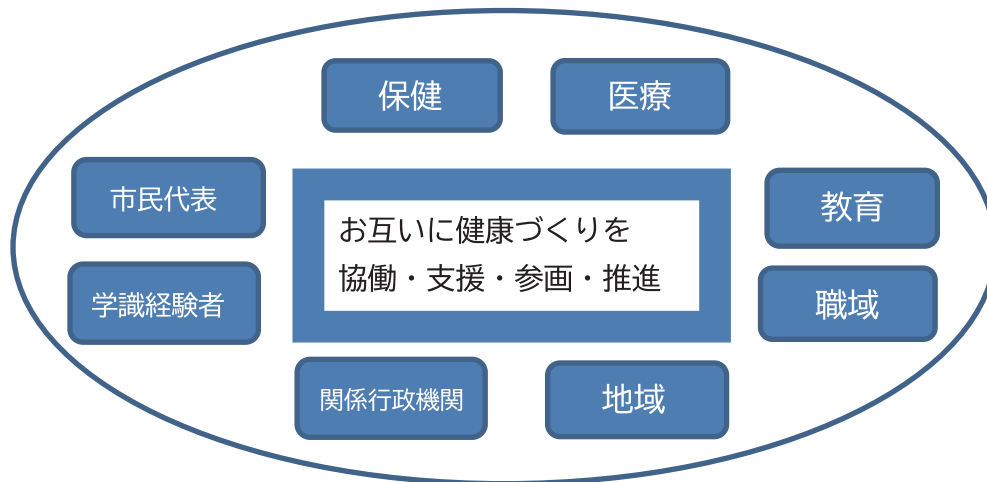 保健
医療
市民代表
教育
お互いに健康づくりを
協働・支援・参画・推進
学識経験者
職域
関係行政機関
地域